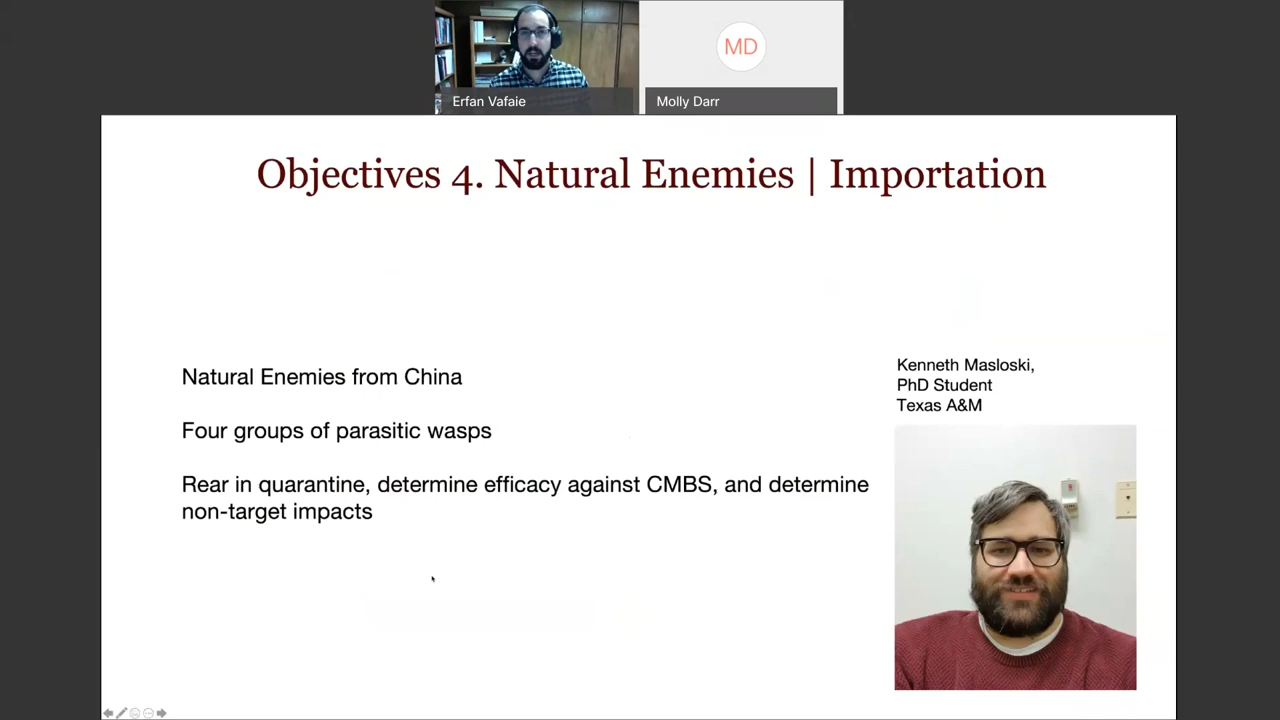 MD
Erfan Vafaie
Molly Darr
Objectives 4. Natural Enemies | Importation
Natural Enemies from China
Four groups of parasitic wasps
Rear in quarantine, determine efficacy against CMBS, and determine
non-target impacts
Kenneth Masloski,
PhD Student
Texas A&M